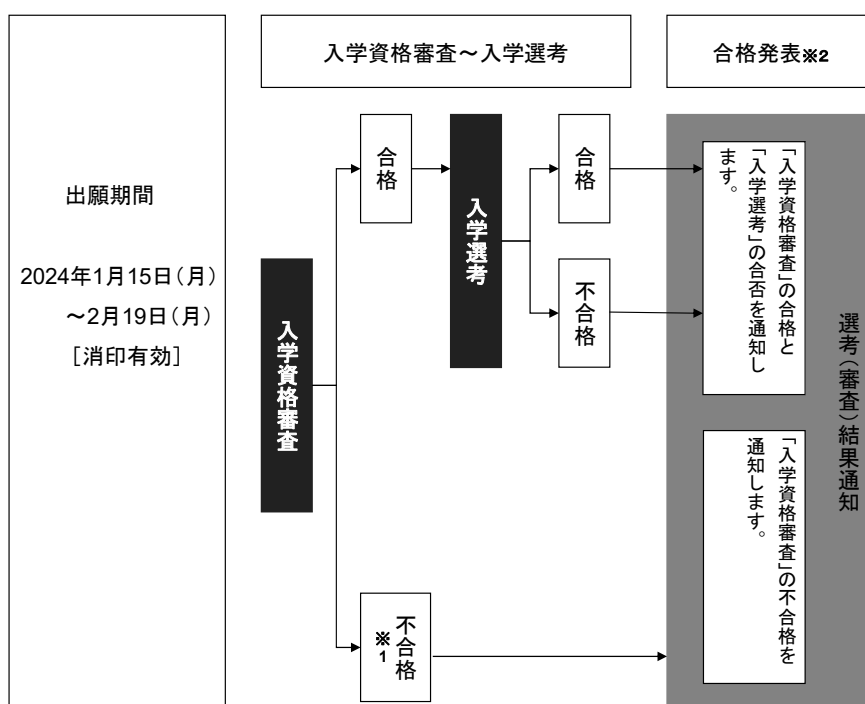 出願期間
2024年1月15日（月）
～2月19日（月）
［消印有効］
入学資格審査～入学選考
合格発表※2
入学資格審査
合格
不合格
※1
入学選考
合格
不合格
「入学資格審査」の合格と
「入学選考」の合否を通知し
ます。
「入学資格審査」の不合格を
通知します。
選考（審査）結果通知